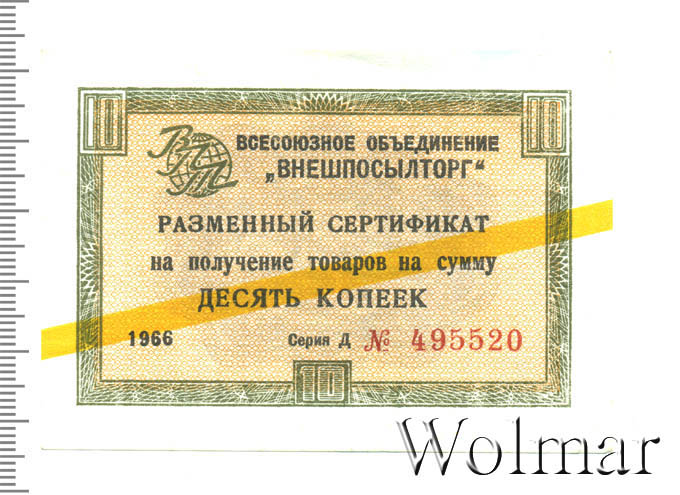 10 10
ВПТ
ВСЕСОЮЗНОЕ ОБЪЕДИНЕНИЕ
„ВНЕШПОСЫЛТОРГ“
РАЗМЕННЫЙ СЕРТИФИКАТ
на получение товаров на сумму
ДЕСЯТЬ КОПЕЕК
1966 Серия Д № 495520
10
Wolmar